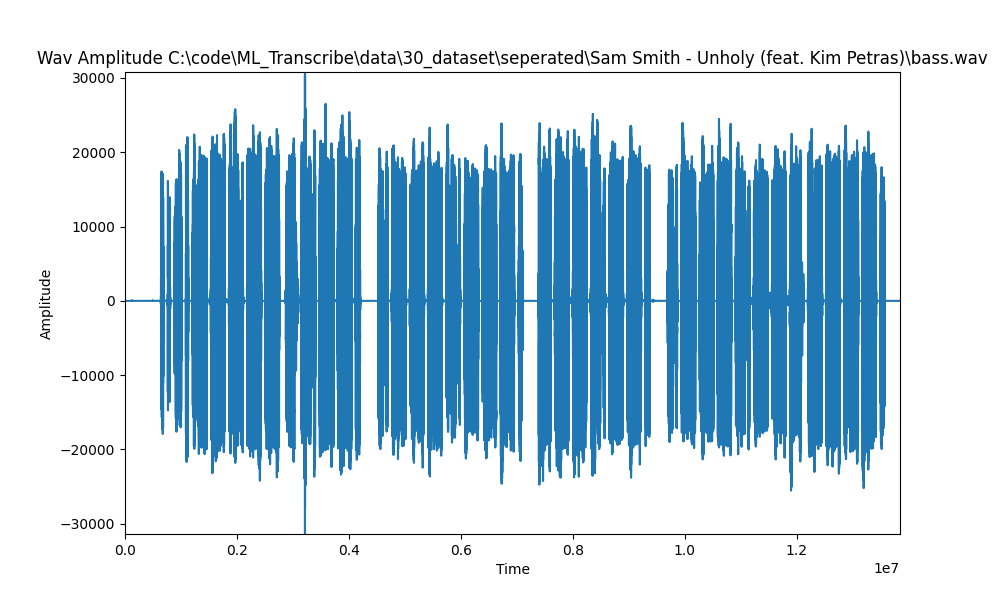 Wav Amplitude C:\code\ML_Transcribe\data\30_dataset\seperated\Sam Smith - Unholy (feat. Kim Petras)\bass.wav
30000
20000
10000
0
−10000
−20000
−30000
Amplitude
0.0 0.2 0.4 0.6 0.8 1.0 1.2
1e7
Time